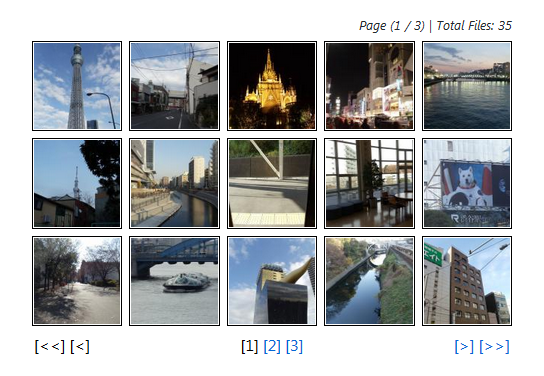 Page (1 / 3) | Total Files: 35
[<<] [<]
[1] [2] [3]
[>] [>>]